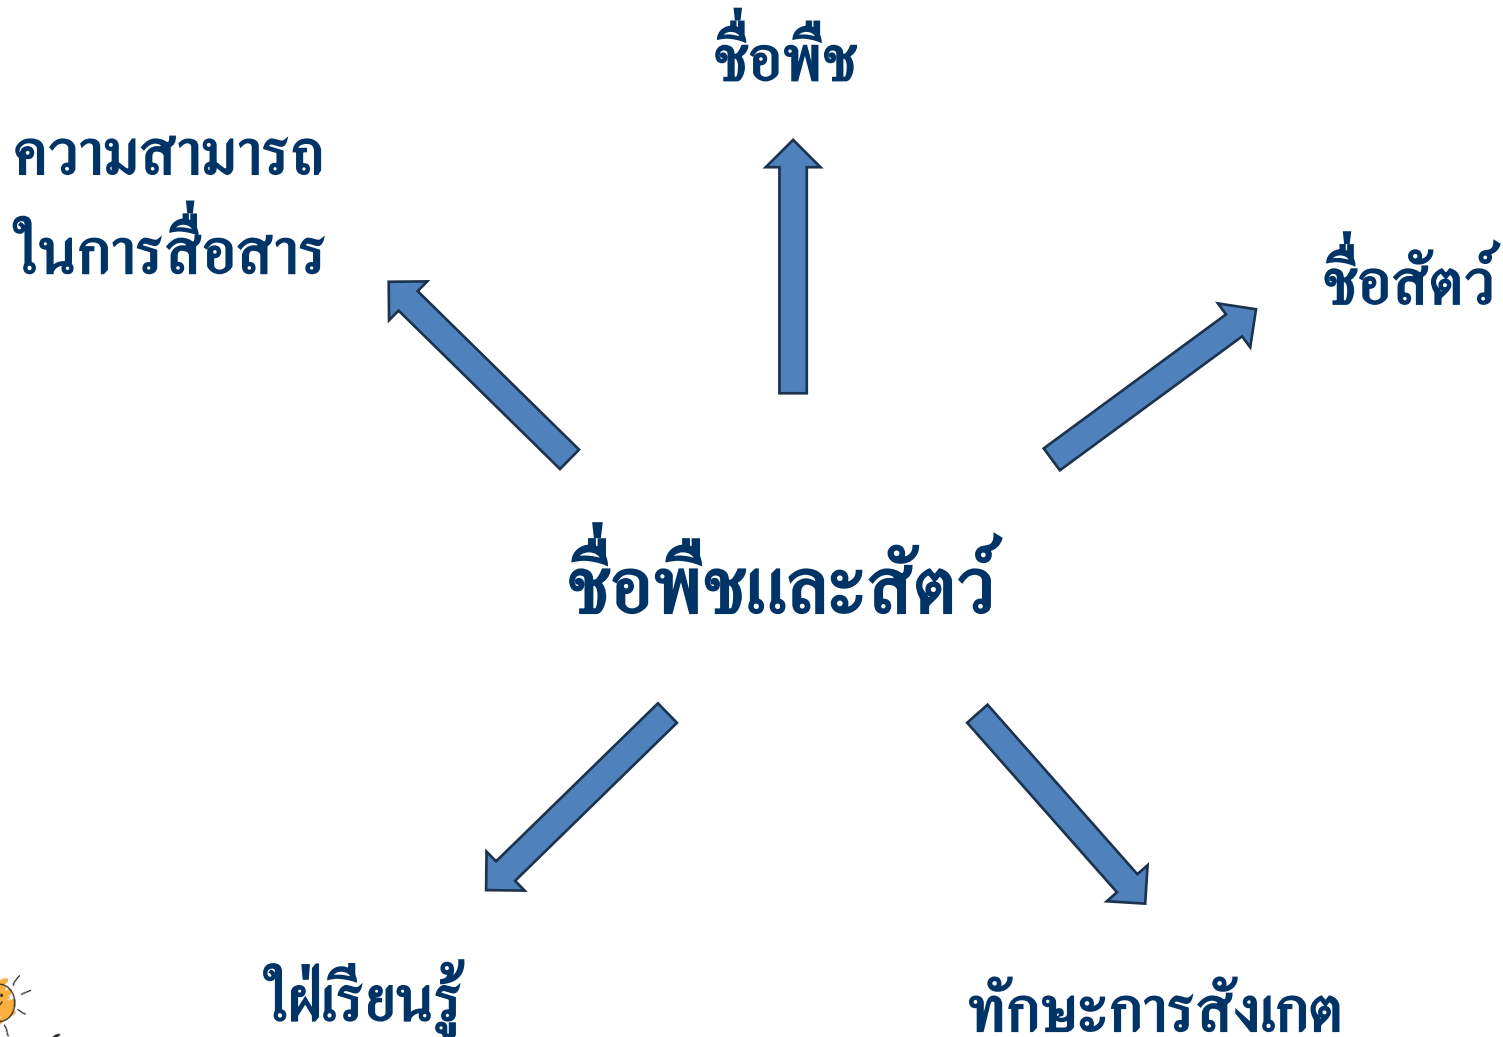 ชื่อพืช
ความสามารถ
ในการสื่อสาร
ชื่อสัตว์
ชื่อพืชและสัตว์
ใฝ่เรียนรู้
ทักษะการสังเกต